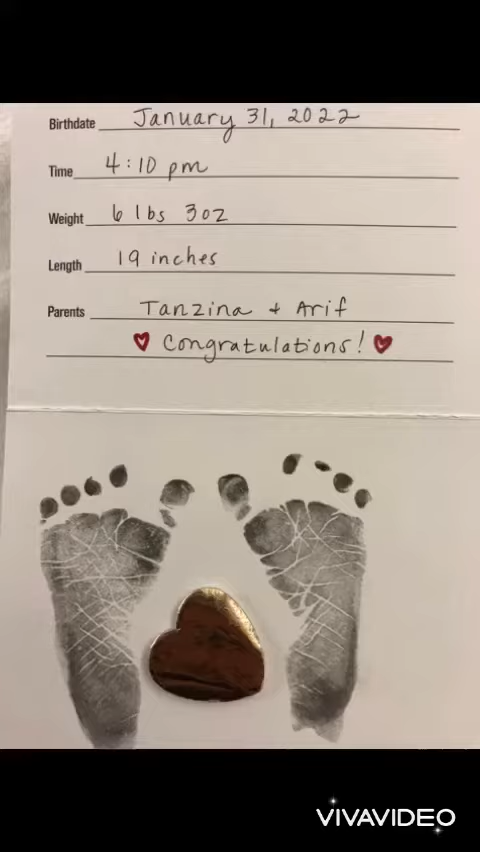 Birthdate January 31, 2022
Time 4:10 pm
Weight 6 lbs 3oz
Length 19 inches
Parents Tanzina + Arif
♥ Congratulations! ♥
VIVAVIDEO